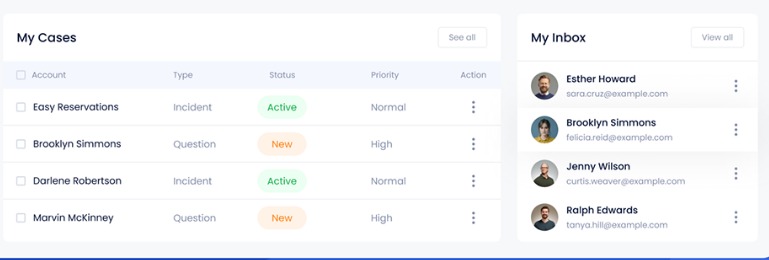 My Cases
See all
Account Type Status Priority Action
Easy Reservations Incident Active Normal
Brooklyn Simmons Question New High
Darlene Robertson Incident Active Normal
Marvin McKinney Question New High
My Inbox
View all
Esther Howard
sara.cruz@example.com
Brooklyn Simmons
felicia.reid@example.com
Jenny Wilson
curtis.weaver@example.com
Ralph Edwards
tanya.hill@example.com